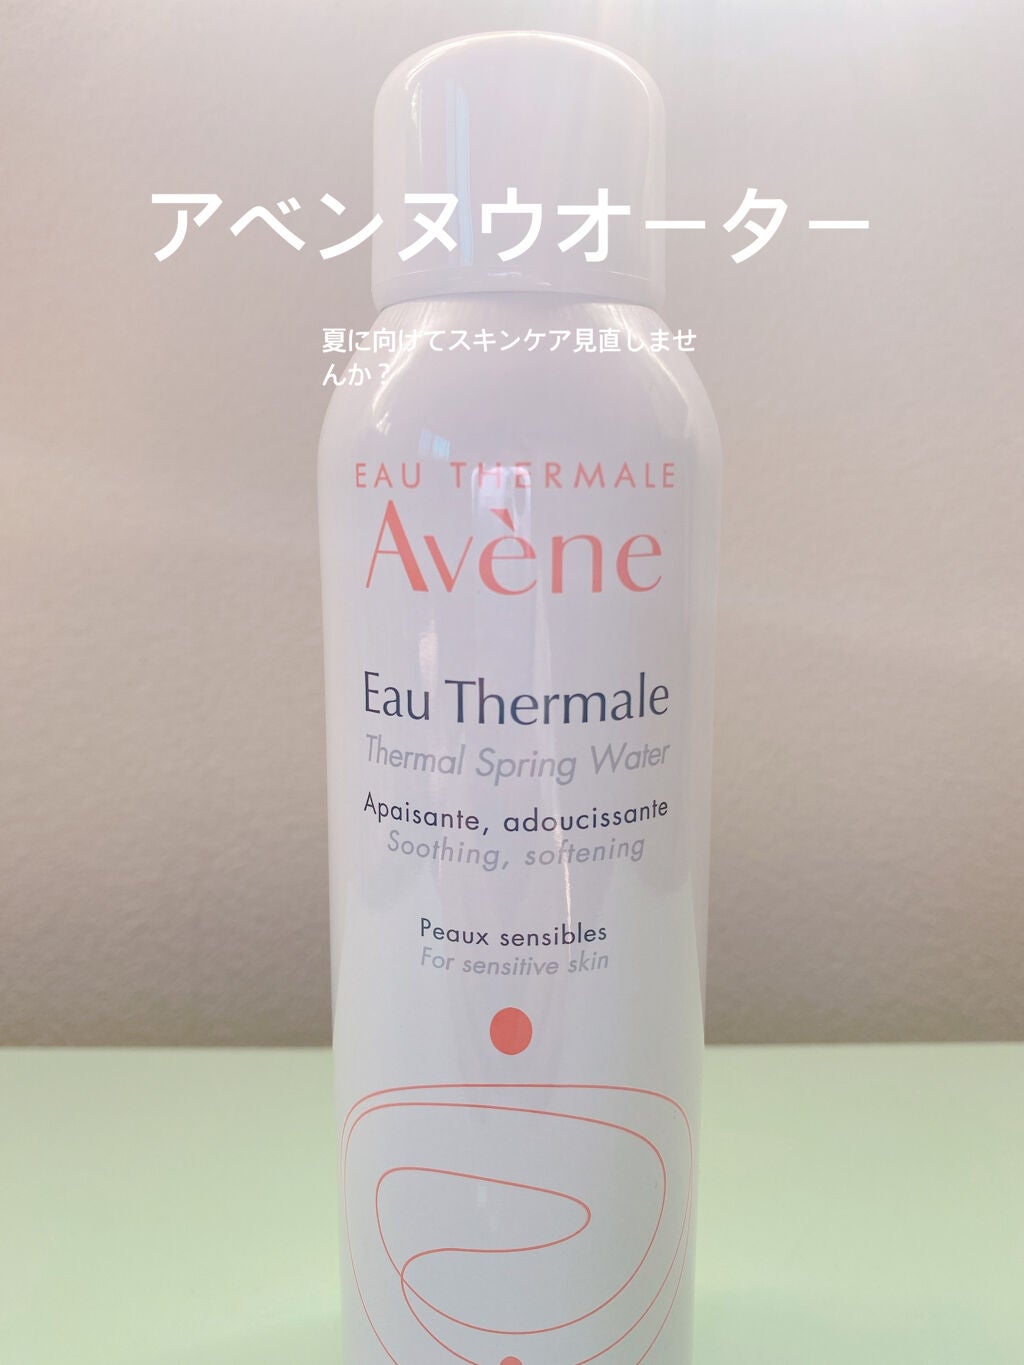 アベンヌウオーター
夏に向けてスキンケア見直しませ
んか？
EAU THERMALE
Avène
Eau Thermale
Thermal Spring Water
Apaisante, adoucissante
Soothing, softening
Peaux sensibles
For sensitive skin